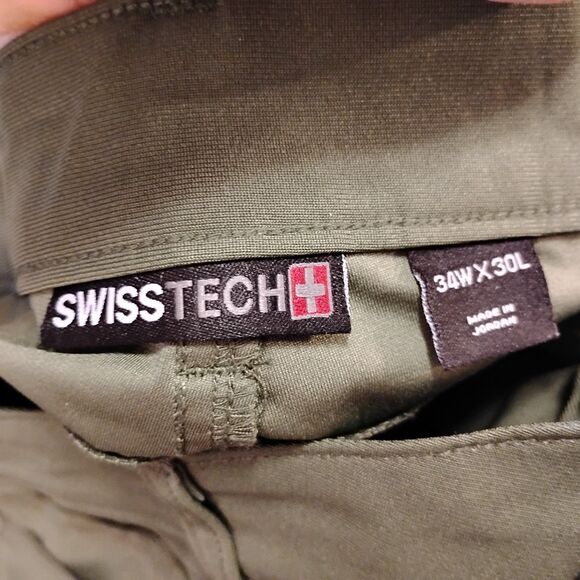 SWISSTECH
34W X 30L
MADE IN
JORDAN